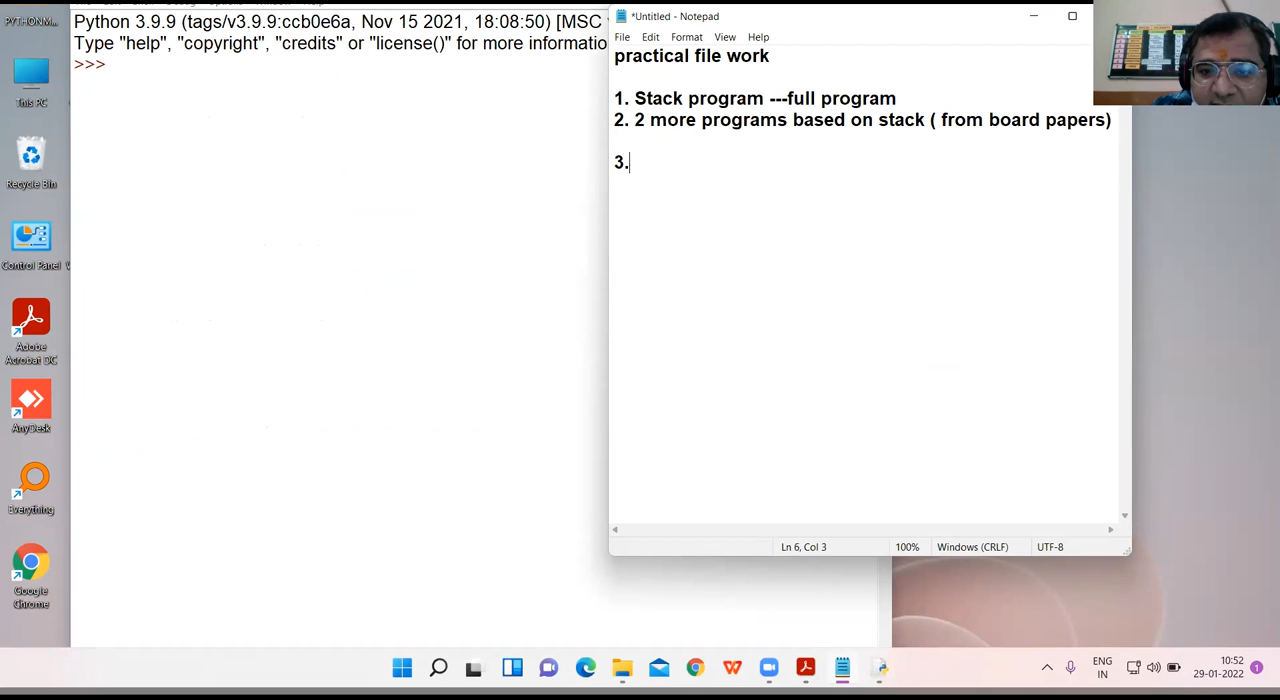 PYTHONM...
This PC
Recycle Bin
Control Panel
Adobe
Acrobat DC
AnyDesk
Everything
Google
Chrome
Python 3.9.9 (tags/v3.9.9:ccb0e6a, Nov 15 2021, 18:08:50) [MSC
Type "help", "copyright", "credits" or "license()" for more informatio
>>>
*Untitled - Notepad
File Edit Format View Help
practical file work
1. Stack program ---full program
2. 2 more programs based on stack ( from board papers)
3.
Ln 6, Col 3 100% Windows (CRLF) UTF-8
ENG
IN
10:52
29-01-2022
1